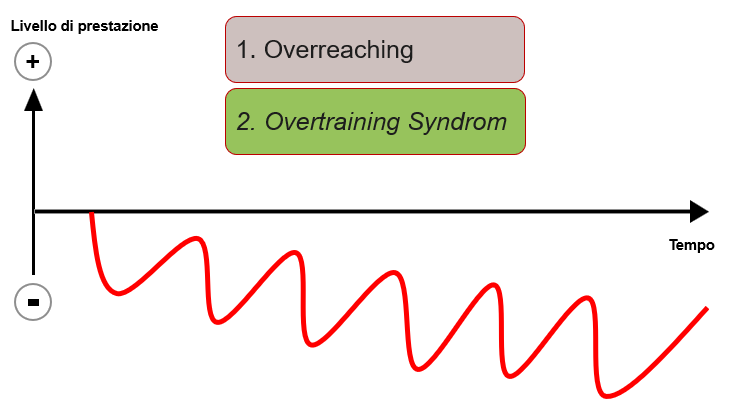 Livello di prestazione
+
1. Overreaching
2. Overtraining Syndrom
Tempo
-